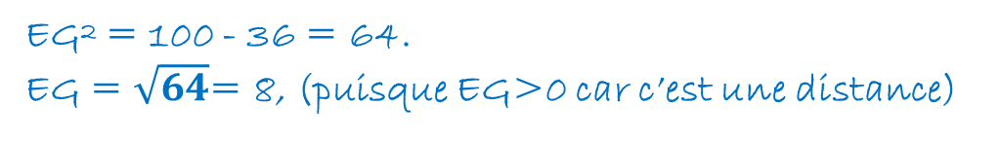 EG² = 100 - 36 = 64.
EG = √64= 8, (puisque EG>0 car c'est une distance)